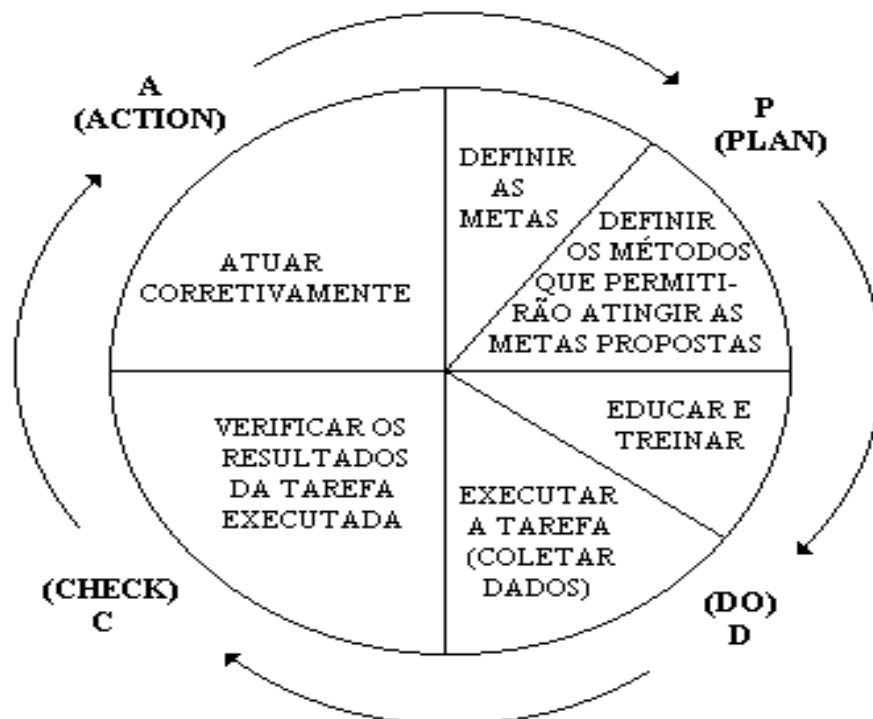 A
(ACTION)
P
(PLAN)
DEFINIR
AS
METAS
DEFINIR
OS MÉTODOS
QUE PERMITI-
RÃO ATINGIR AS
METAS PROPOSTAS
ATUAR
CORRETIVAMENTE
EDUCAR E
TREINAR
VERIFICAR OS
RESULTADOS
DA TAREFA
EXECUTADA
EXECUTAR
A TAREFA
(COLETAR
DADOS)
(CHECK)
C
(DO)
D